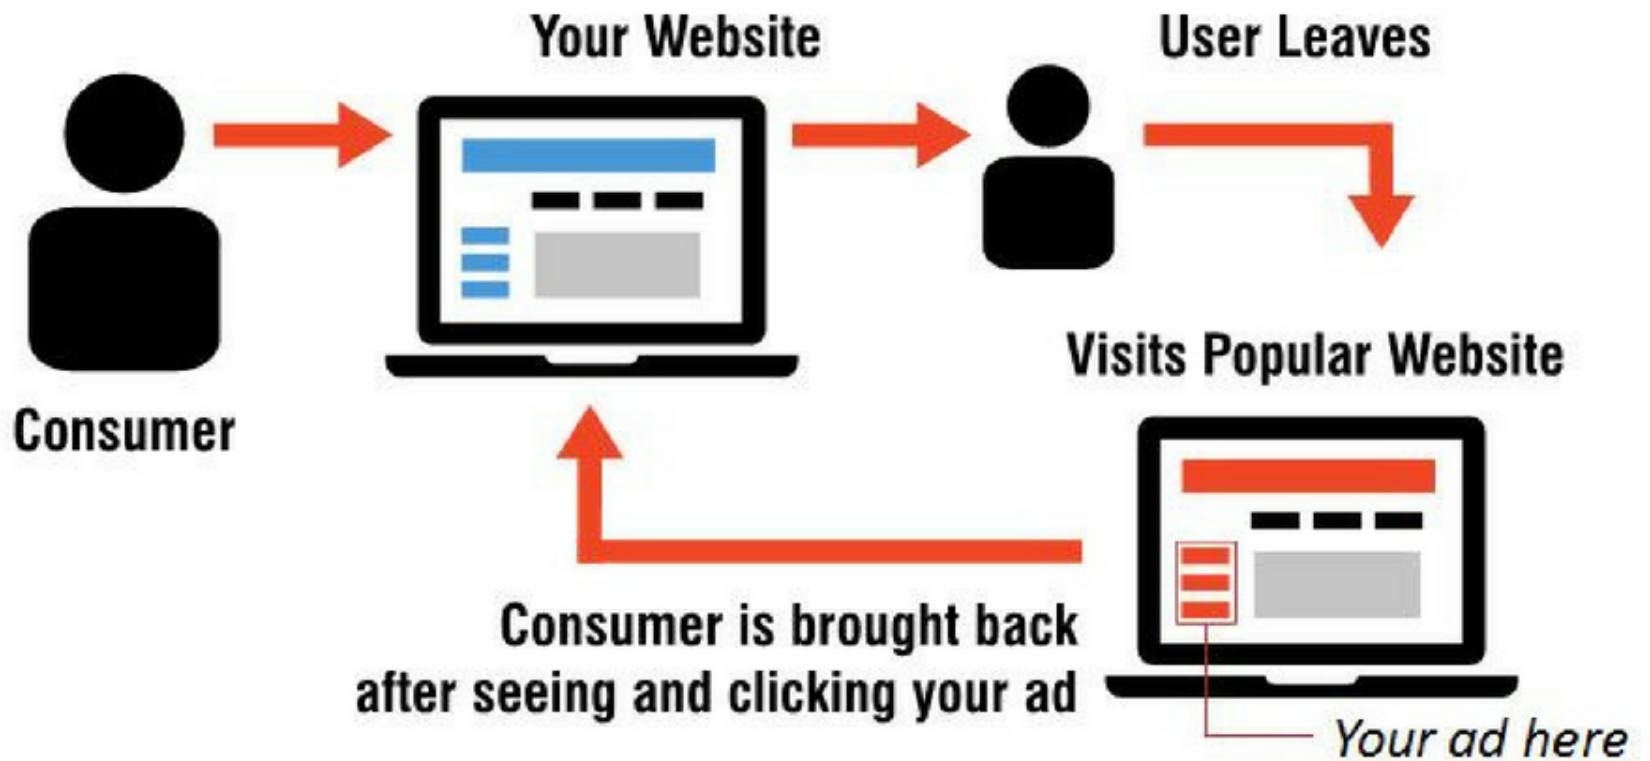 Your Website
User Leaves
Consumer
Visits Popular Website
Consumer is brought back
after seeing and clicking your ad
Your ad here